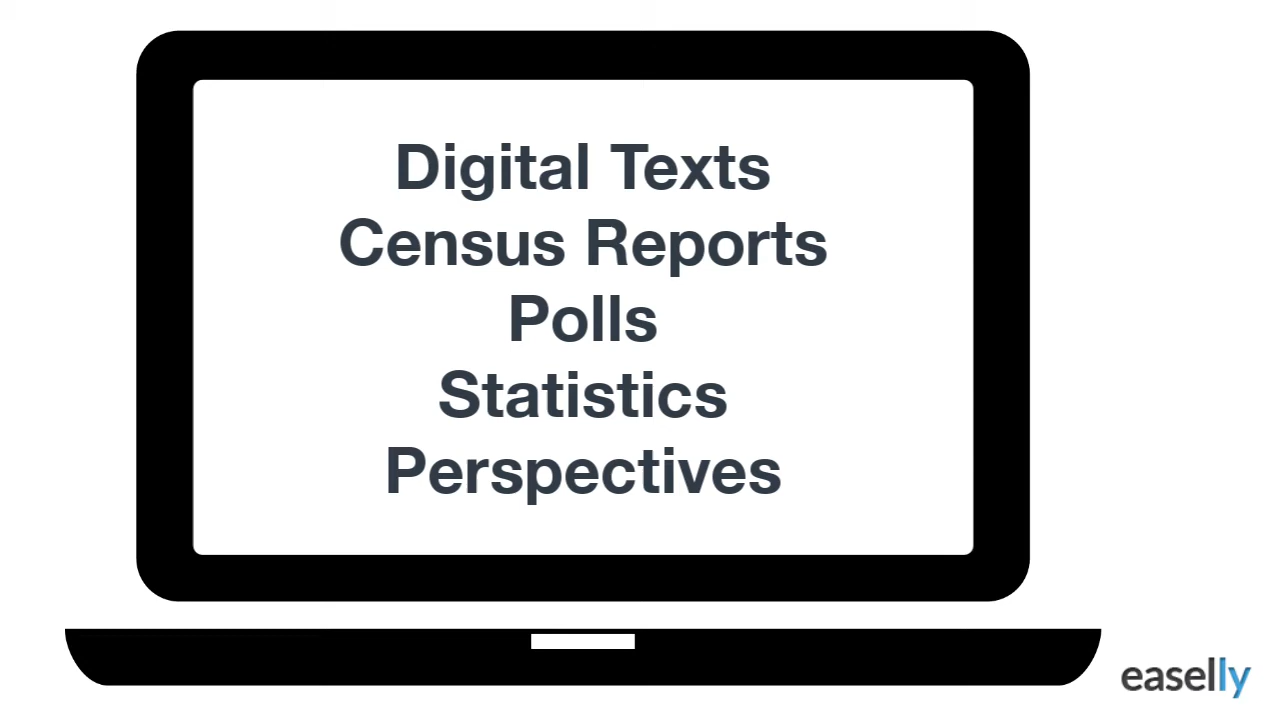 Digital Texts
Census Reports
Polls
Statistics
Perspectives
easelly